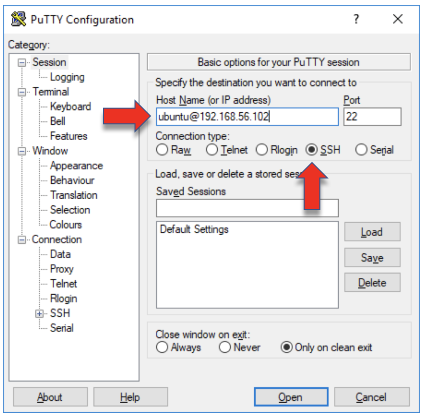 PuTTY Configuration
?
X
Category:
Session
Logging
Terminal
Keyboard
Bell
Features
Window
Appearance
Behaviour
Translation
Selection
Colours
Connection
Data
Proxy
Telnet
Rlogin
SSH
Serial
Basic options for your PuTTY session
Specify the destination you want to connect to
Host Name (or IP address) Port
ubuntu@192.168.56.102 22
Connection type:
Raw Telnet Rlogin SSH Serial
Load, save or delete a stored
Saved Sessions
Default Settings
Load
Save
Delete
Close window on exit:
Always Never Only on clean exit
About Help Open Cancel